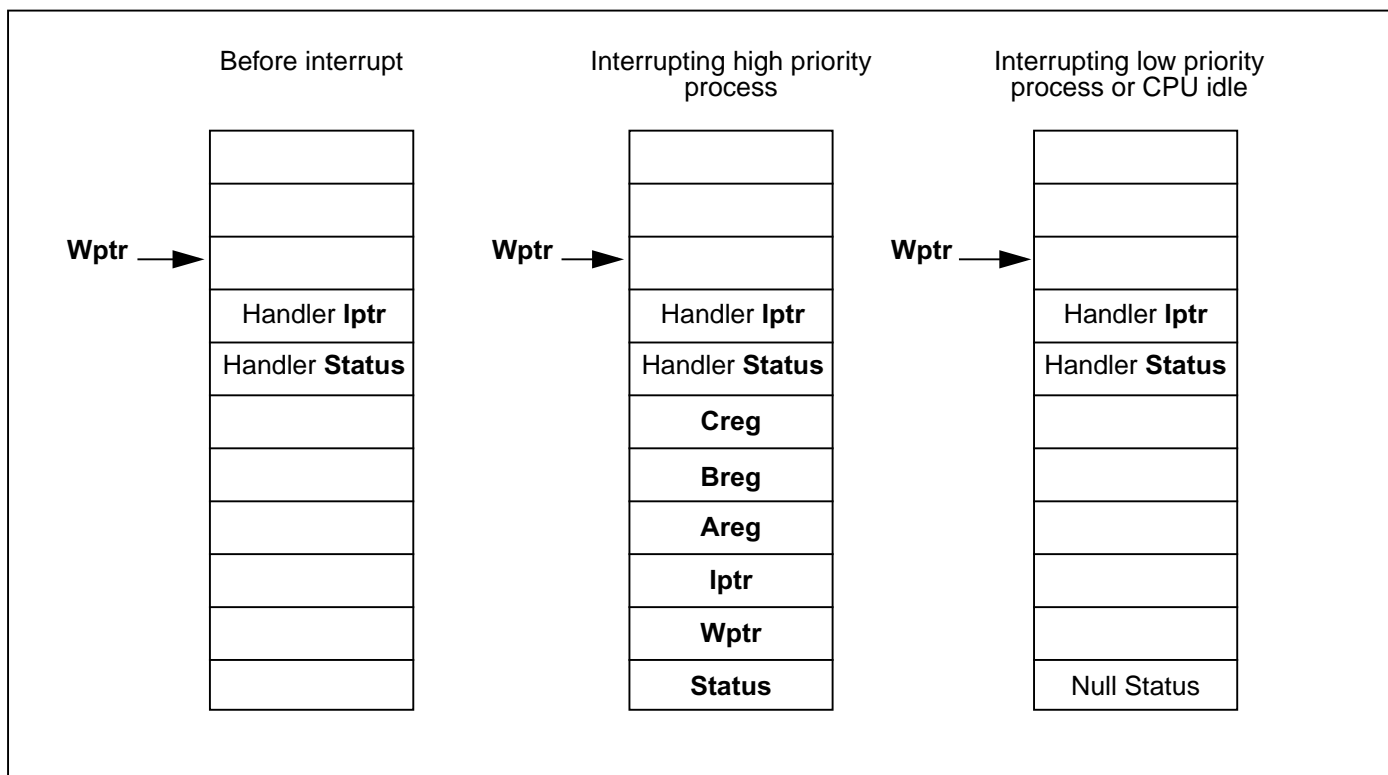 Before interrupt
Wptr
Handler Iptr
Handler Status
Interrupting high priority
process
Wptr
Handler Iptr
Handler Status
Creg
Breg
Areg
Iptr
Wptr
Status
Interrupting low priority
process or CPU idle
Wptr
Handler Iptr
Handler Status
Null Status